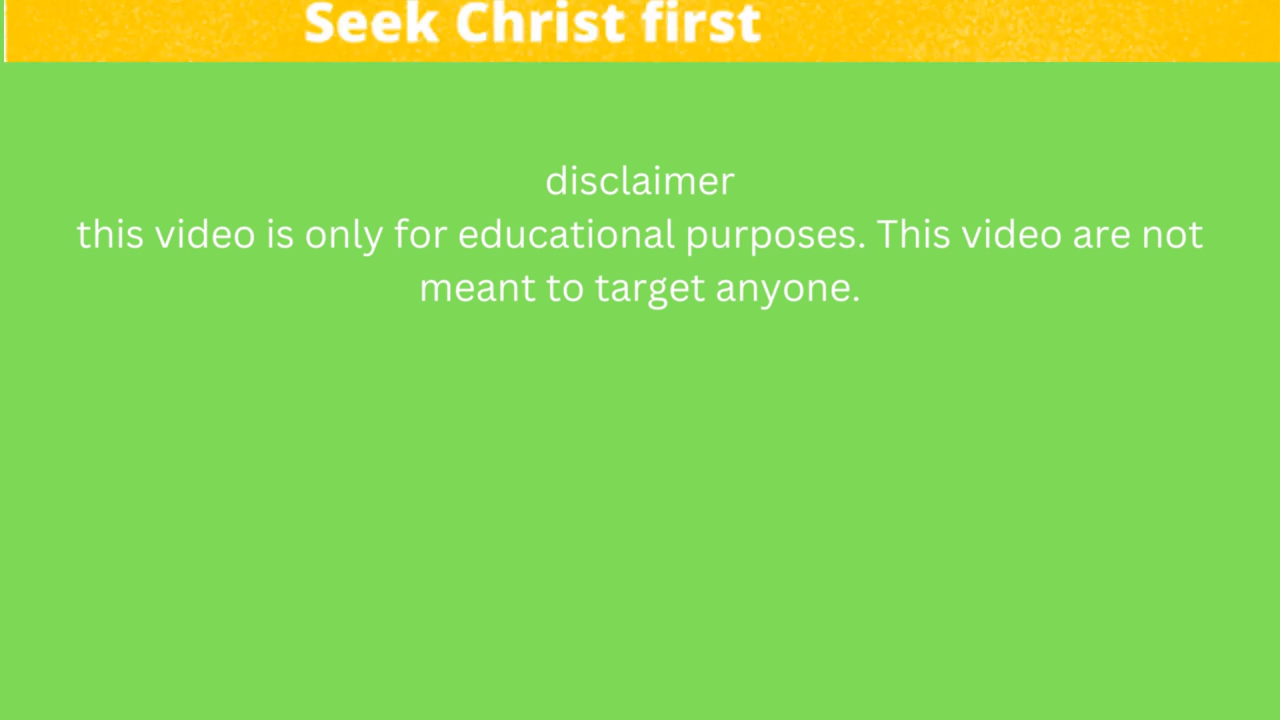 Seek Christ first
disclaimer
this video is only for educational purposes. This video are not
meant to target anyone.